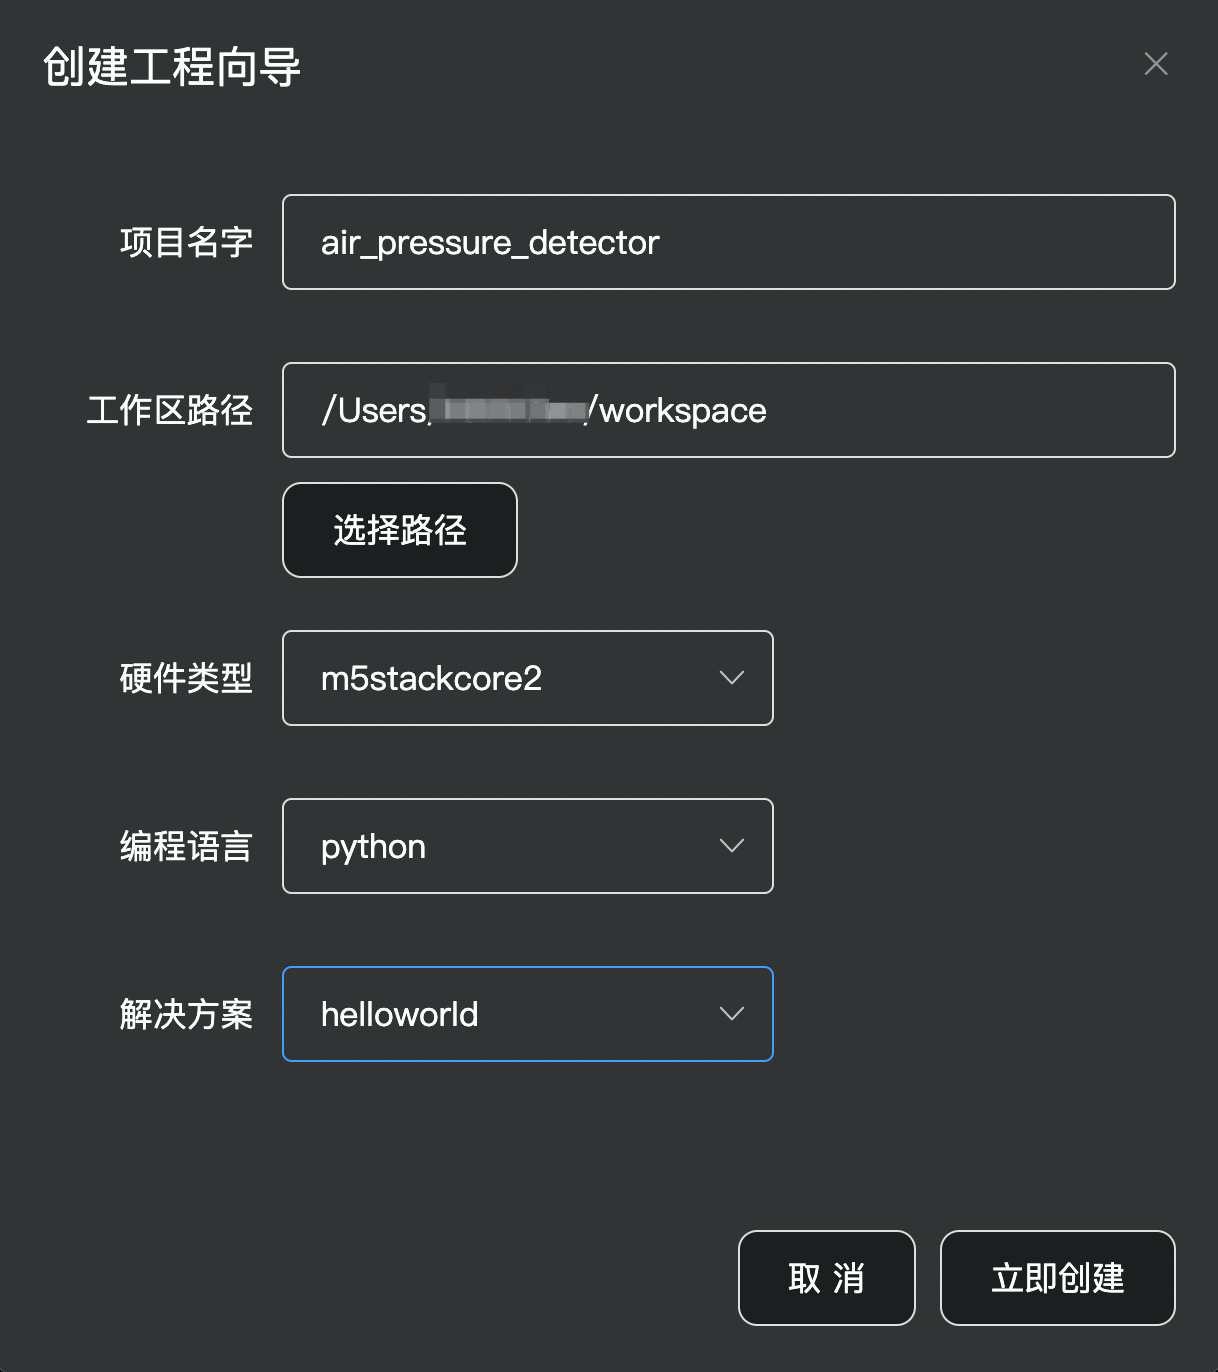 创建工程向导
项目名字 air_pressure_detector
工作区路径 /Users/ /workspace
选择路径
硬件类型 m5stackcore2
编程语言 python
解决方案 helloworld
取 消 立即创建